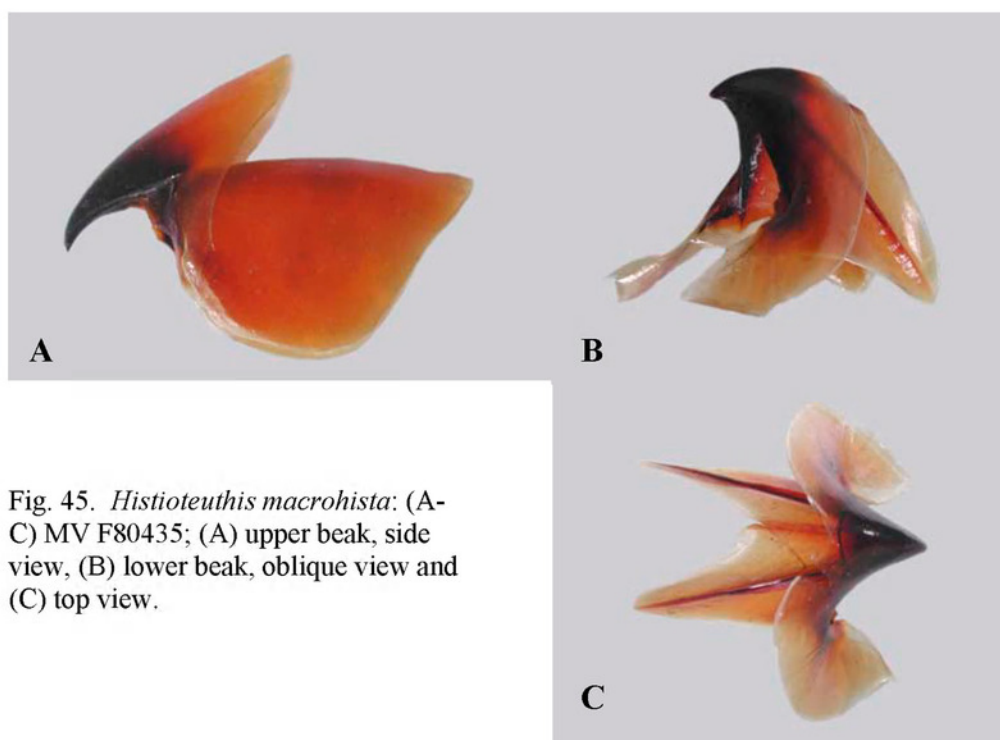 A
B
Fig. 45. Histioteuthis macrohista: (A-
C) MV F80435; (A) upper beak, side
view, (B) lower beak, oblique view and
(C) top view.
C